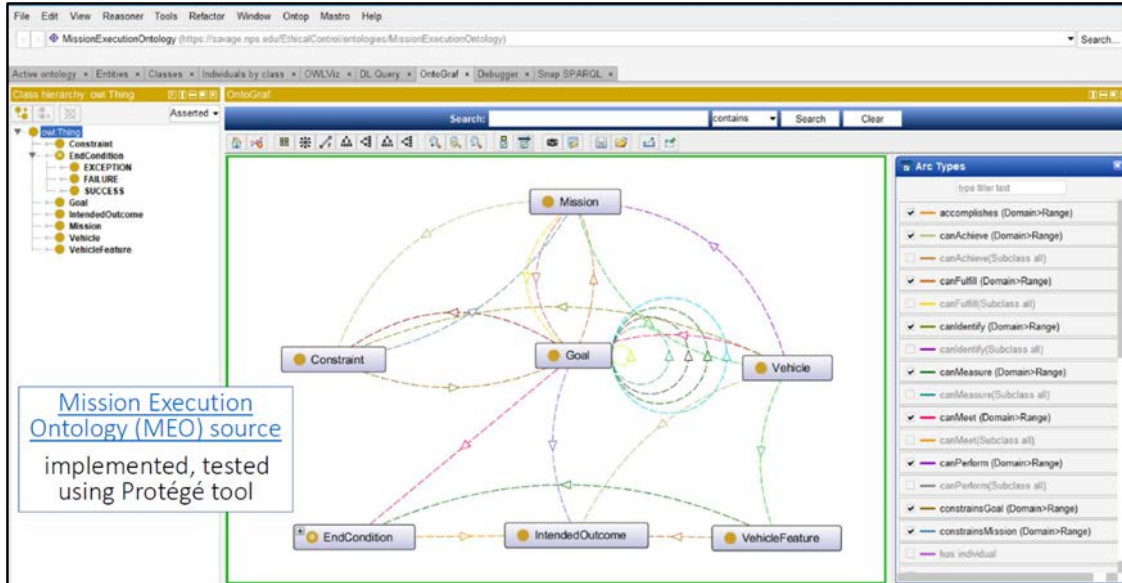 File Edit View Reasoner Tools Refactor Window Ontop Mastro Help
MissionExecutionOntology (https://savage.nps.edu/EthicalControl/ontologies/MissionExecutionOntology)
Search...
Active ontology × Entities × Classes × Individuals by class × OWLViz × DL Query × OntoGraf × Debugger × Snap SPARQL ×
Class hierarchy: owl:Thing
Asserted
owl:Thing
Constraint
EndCondition
EXCEPTION
FAILURE
SUCCESS
Goal
IntendedOutcome
Mission
Vehicle
VehicleFeature
OntoGraf
Search: contains Search Clear
Mission
Constraint
Goal
Vehicle
EndCondition
IntendedOutcome
VehicleFeature
Mission Execution
Ontology (MEO) source
implemented, tested
using Protégé tool
Arc Types
type filter text
accomplishes (Domain>Range)
canAchieve (Domain>Range)
canAchieve(Subclass all)
canFulfill (Domain>Range)
canFulfill(Subclass all)
canIdentify (Domain>Range)
canIdentify(Subclass all)
canMeasure (Domain>Range)
canMeasure(Subclass all)
canMeet (Domain>Range)
canMeet(Subclass all)
canPerform (Domain>Range)
canPerform(Subclass all)
constrainsGoal (Domain>Range)
constrainsMission (Domain>Range)
has individual